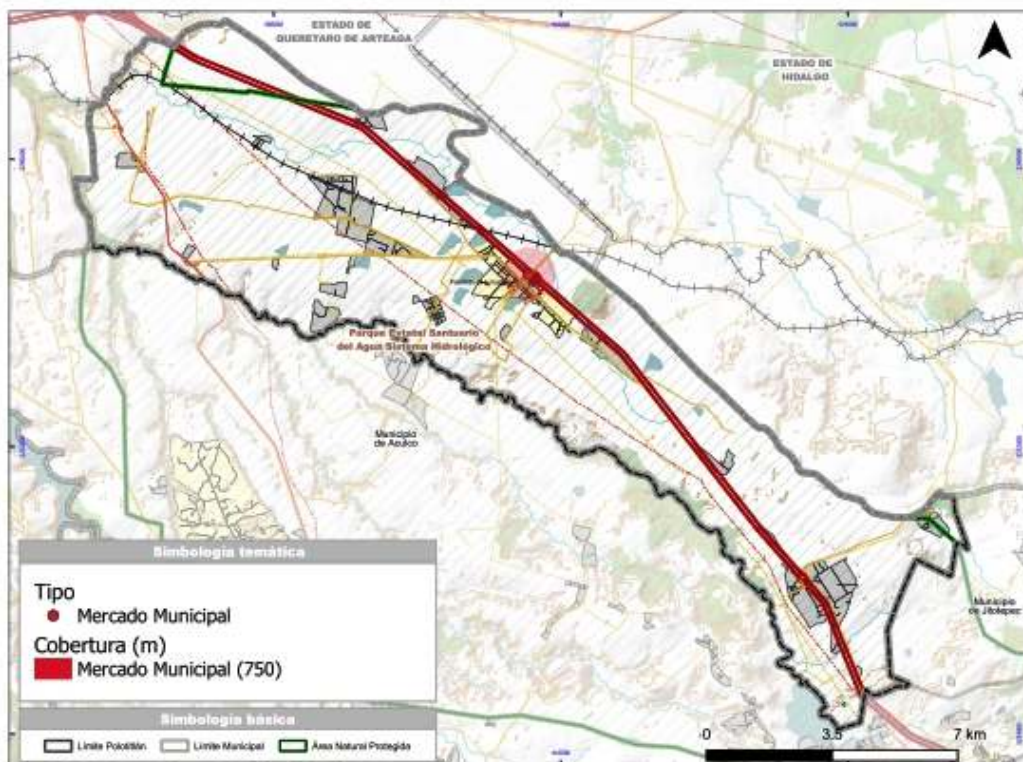 ESTADO DE
QUERETARO DE ARTEAGA
ESTADO DE
HIDALGO
Parque Estatal Santuario
del Agua Sistema Hidrológico
Municipio
de Aculco
Municipio
de Jilotepec
Simbología temática
Tipo
Mercado Municipal
Cobertura (m)
Mercado Municipal (750)
Simbología básica
Límite Polotitlán
Límite Municipal
Área Natural Protegida
0 3.5 7 km